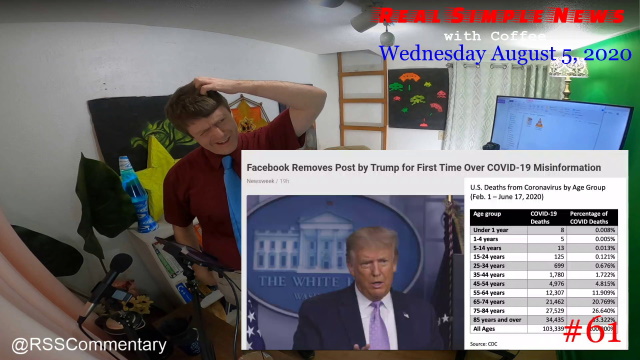 Real Simple News
with Coffee
Wednesday August 5, 2020
Facebook Removes Post by Trump for First Time Over COVID-19 Misinformation
Newsweek / 19h
U.S. Deaths from Coronavirus by Age Group
(Feb. 1 – June 17, 2020)
Age group COVID-19 Deaths Percentage of COVID Deaths
Under 1 year 8 0.008%
1-4 years 5 0.005%
5-14 years 13 0.013%
15-24 years 125 0.121%
25-34 years 699 0.676%
35-44 years 1,780 1.722%
45-54 years 4,976 4.815%
55-64 years 12,307 11.909%
65-74 years 21,462 20.769%
75-84 years 27,529 26.640%
85 years and over 34,435
All Ages 103,339
Source: CDC
THE WHITE
#61
@RSSCommentary